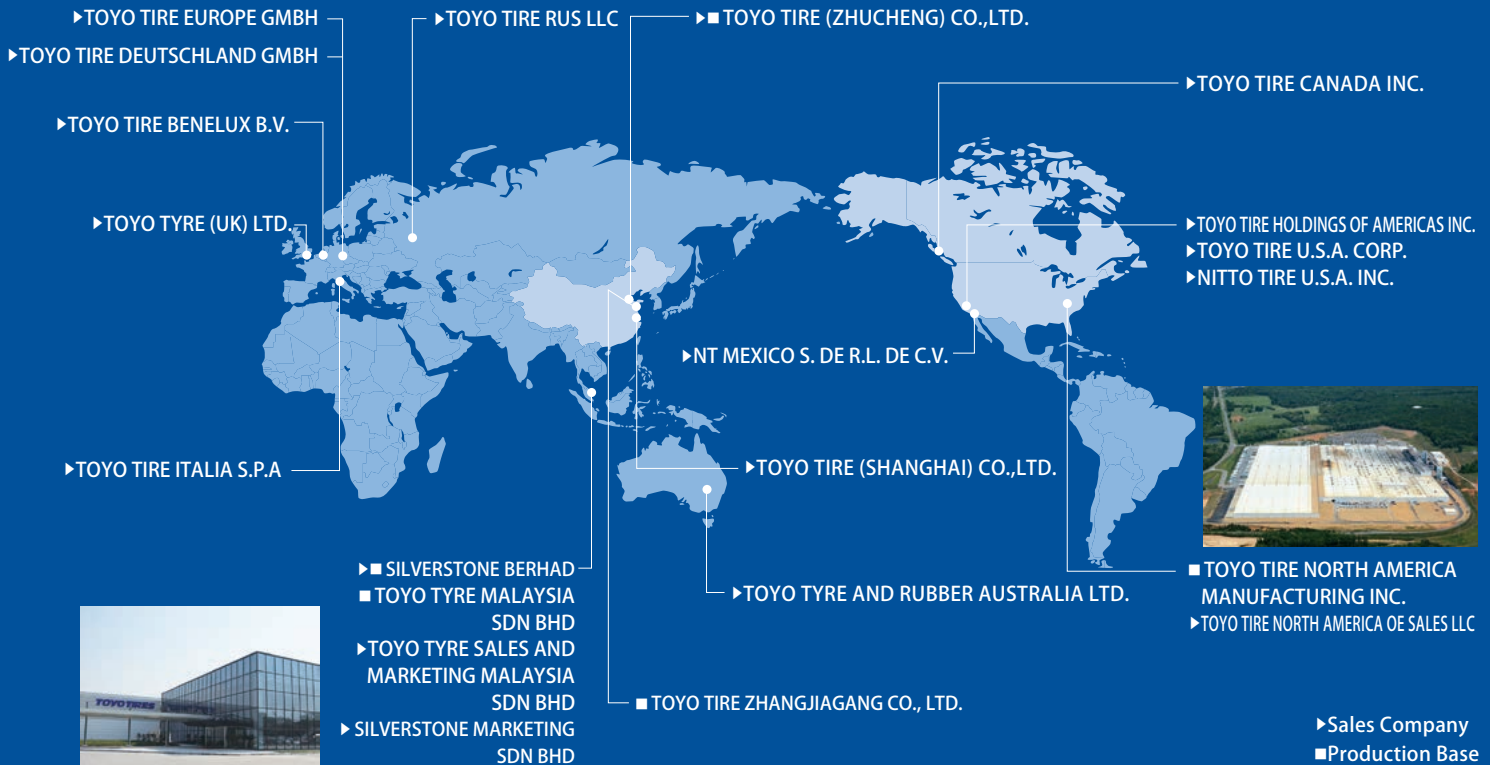 ▶TOYO TIRE EUROPE GMBH
▶TOYO TIRE DEUTSCHLAND GMBH
▶TOYO TIRE BENELUX B.V.
▶TOYO TYRE (UK) LTD.
▶TOYO TIRE ITALIA S.P.A
▶TOYO TIRE RUS LLC
▶■ TOYO TIRE (ZHUCHENG) CO.,LTD.
▶TOYO TIRE CANADA INC.
▶TOYO TIRE HOLDINGS OF AMERICAS INC.
▶TOYO TIRE U.S.A. CORP.
▶NITTO TIRE U.S.A. INC.
▶NT MEXICO S. DE R.L. DE C.V.
▶TOYO TIRE (SHANGHAI) CO.,LTD.
▶■ SILVERSTONE BERHAD
■ TOYO TYRE MALAYSIA
SDN BHD
▶TOYO TYRE SALES AND
MARKETING MALAYSIA
SDN BHD
▶ SILVERSTONE MARKETING
SDN BHD
▶TOYO TYRE AND RUBBER AUSTRALIA LTD.
■ TOYO TIRE ZHANGJIAGANG CO., LTD.
■ TOYO TIRE NORTH AMERICA
MANUFACTURING INC.
▶TOYO TIRE NORTH AMERICA OE SALES LLC
TOYO TIRES
▶Sales Company
■Production Base